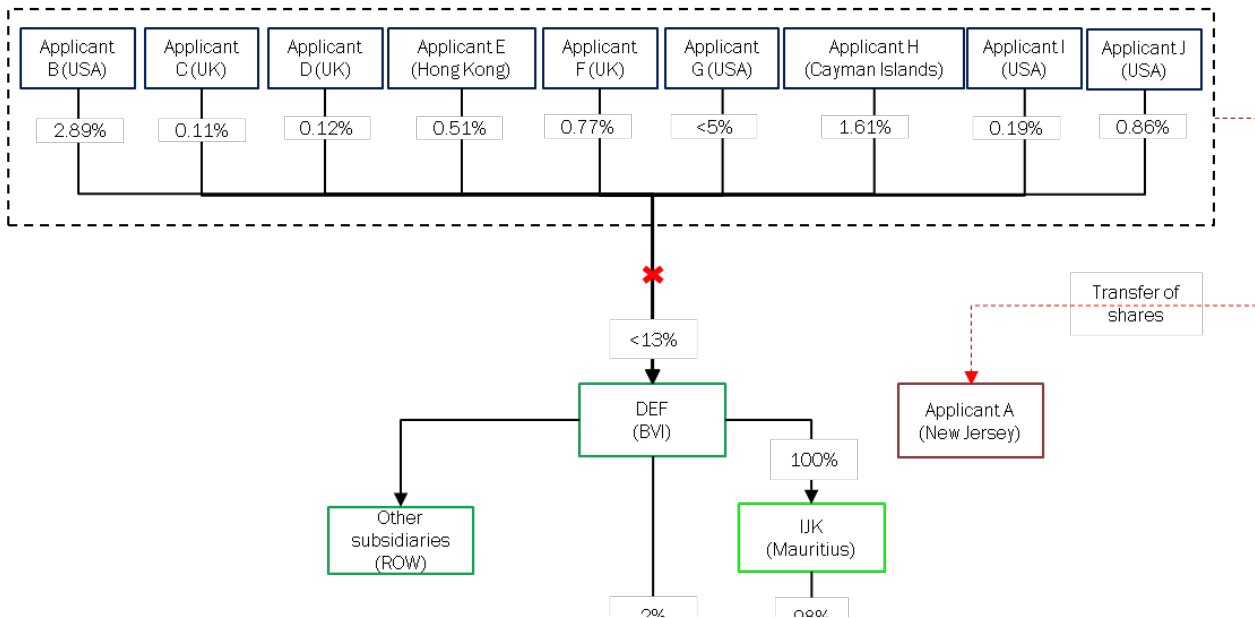 Applicant
B (USA)
Applicant
C (UK)
Applicant
D (UK)
Applicant E
(Hong Kong)
Applicant
F (UK)
Applicant
G (USA)
Applicant H
(Cayman Islands)
Applicant I
(USA)
Applicant J
(USA)
2.89%
0.11%
0.12%
0.51%
0.77%
<5%
1.61%
0.19%
0.86%
Transfer of
shares
<13%
DEF
(BVI)
Applicant A
(New Jersey)
100%
Other
subsidiaries
(ROW)
IJK
(Mauritius)
2%
98%